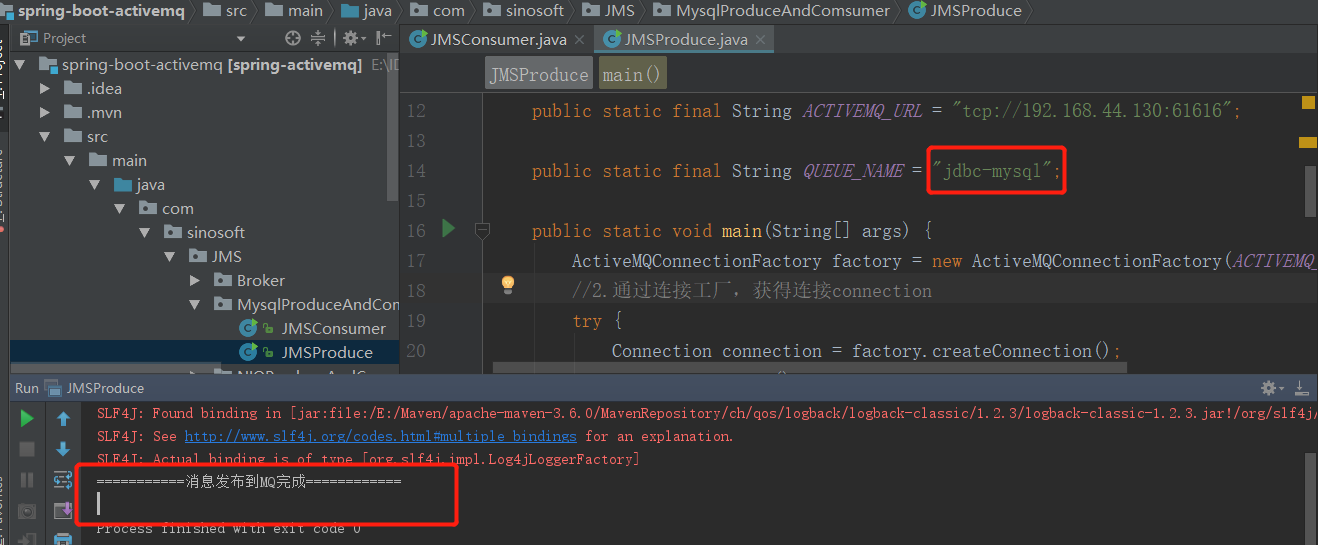 spring-boot-activemq src main java com sinosoft JMS MysqlProduceAndComsumer JMSProduce
Project
JMSConsumer.java JMSProduce.java
spring-boot-activemq [spring-activemq]
.idea
.mvn
src
main
java
com
sinosoft
JMS
Broker
MysqlProduceAndCon
JMSConsumer
JMSProduce
JMSProduce main()
12 public static final String ACTIVEMQ_URL = "tcp://192.168.44.130:61616";
13
14 public static final String QUEUE_NAME = "jdbc-mysql";
15
16 public static void main(String[] args) {
17 ActiveMQConnectionFactory factory = new ActiveMQConnectionFactory(ACTIVEMQ_
18 //2.通过连接工厂，获得连接connection
19 try {
20 Connection connection = factory.createConnection();
Run JMSProduce
SLF4J: Found binding in [jar:file:/E:/Maven/apache-maven-3.6.0/MavenRepository/ch/qos/logback/logback-classic/1.2.3/logback-classic-1.2.3.jar!/org/slf4j/
SLF4J: See http://www.slf4j.org/codes.html#multiple_bindings for an explanation.
SLF4J: Actual binding is of type [org.slf4j.impl.Log4jLoggerFactory]
===========消息发布到MQ完成============
Process finished with exit code 0